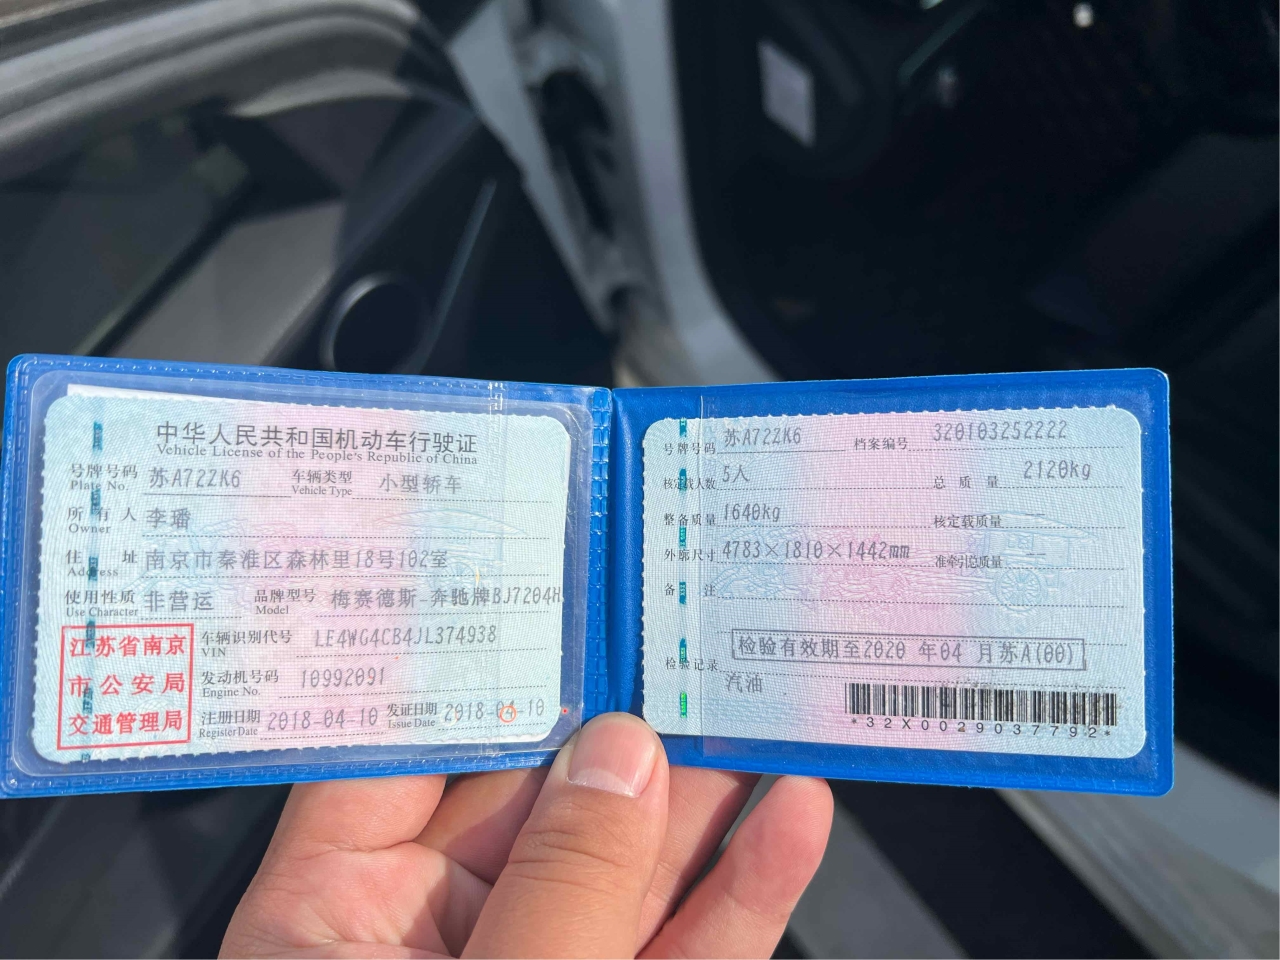 中华人民共和国机动车行驶证
Vehicle License of the People's Republic of China
号牌号码 苏A72ZK6 车辆类型 小型轿车
Plate No. Vehicle Type
所有人 李璠
Owner
住址 南京市秦淮区森林里18号102室
Address
使用性质 非营运 品牌型号 梅赛德斯-奔驰牌BJ7204H
Use Character Model
江苏省南京
市公安局
交通管理局
车辆识别代号 LE4WG4CB4JL374938
VIN
发动机号码 10992091
Engine No.
注册日期 2018-04-10 发证日期 2018-04-10
Register Date Issue Date
号牌号码 苏A72ZK6 档案编号 320103252222
核定载人数 5人 总质量 2120kg
整备质量 1640kg 核定载质量 --
外廓尺寸 4783×1810×1442mm 准牵引总质量 --
备注
检验记录 检验有效期至2020 年04 月苏A(00)
汽油
*32X0029037792*